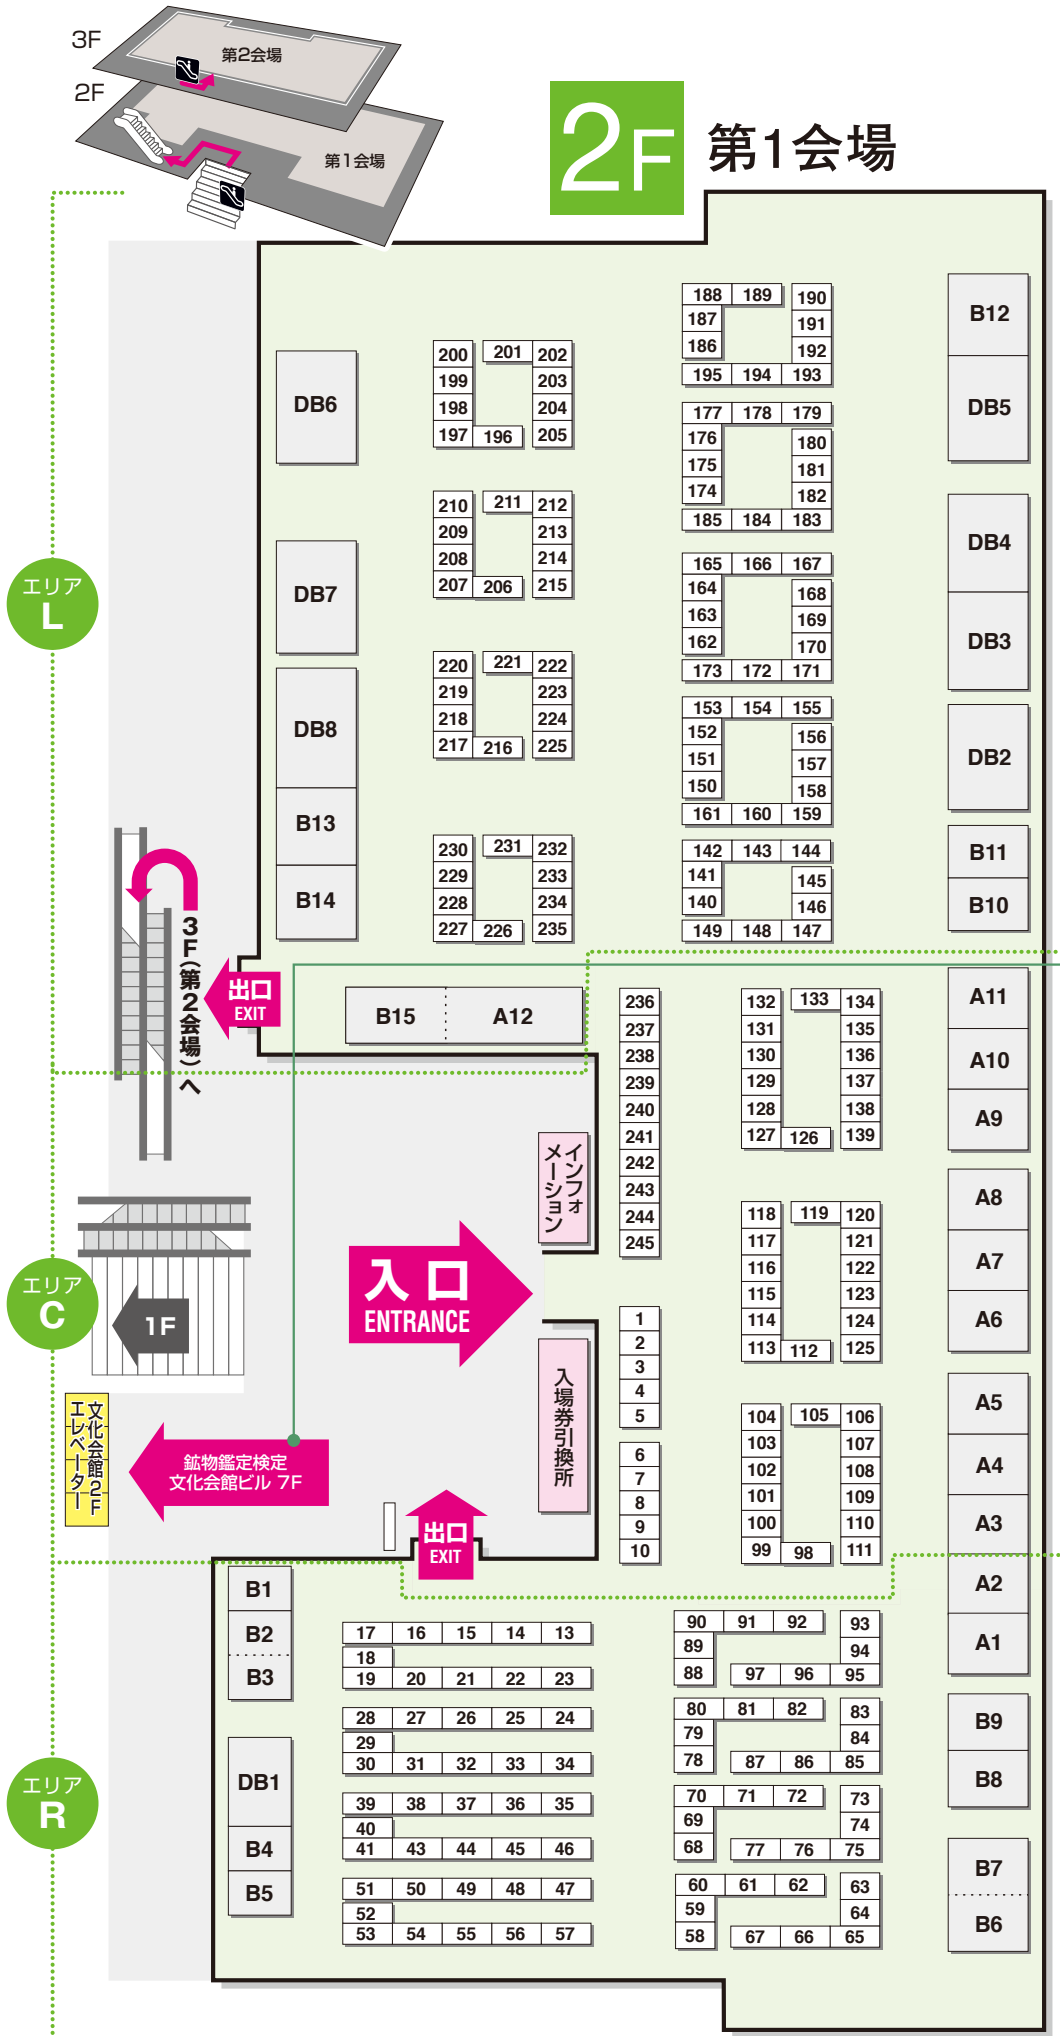 3F
第2会場
2F
第1会場
2F 第1会場
188 189 190
187 191
186 192
195 194 193
B12
DB5
200 201 202
199 203
198 204
197 196 205
DB6
177 178 179
176 180
175 181
174 182
185 184 183
210 211 212
209 213
208 214
207 206 215
DB4
DB3
エリア
L
DB7
165 166 167
164 168
163 169
162 170
173 172 171
220 221 222
219 223
218 224
217 216 225
DB8
B13
B14
153 154 155
152 156
151 157
150 158
161 160 159
DB2
B11
B10
230 231 232
229 233
228 234
227 226 235
142 143 144
141 145
140 146
149 148 147
3F(第2会場)へ
出口
EXIT
B15 A12
236
237
238
239
240
241
242
243
244
245
132 133 134
131 135
130 136
129 137
128 138
127 126 139
A11
A10
A9
インフォ
メーション
118 119 120
117 121
116 122
115 123
114 124
113 112 125
A8
A7
A6
エリア
C
1F
入口
ENTRANCE
1
2
3
4
5
6
7
8
9
10
入場券引換所
文化会館2F
エレベーター
鉱物鑑定検定
文化会館ビル 7F
出口
EXIT
104 105 106
103 107
102 108
101 109
100 110
99 98 111
A5
A4
A3
A2
A1
B1
B2
B3
17 16 15 14 13
18
19 20 21 22 23
90 91 92 93
89 94
88 97 96 95
28 27 26 25 24
29
30 31 32 33 34
80 81 82 83
79 84
78 87 86 85
B9
B8
エリア
R
DB1
B4
B5
39 38 37 36 35
40
41 43 44 45 46
70 71 72 73
69 74
68 77 76 75
51 50 49 48 47
52
53 54 55 56 57
60 61 62 63
59 64
58 67 66 65
B7
B6